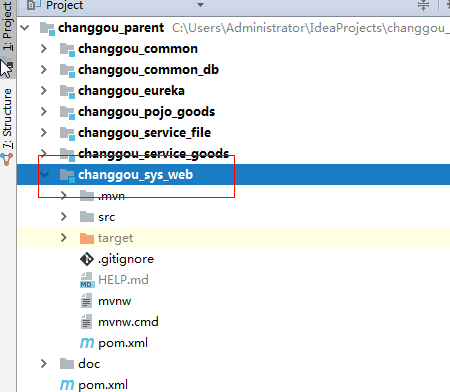 Project
1: Project
7: Structure
changgou_parent C:\Users\Administrator\IdeaProjects\changgou_
changgou_common
changgou_common_db
changgou_eureka
changgou_pojo_goods
changgou_service_file
changgou_service_goods
changgou_sys_web
.mvn
src
target
.gitignore
MD HELP.md
mvnw
mvnw.cmd
m pom.xml
doc
m pom.xml